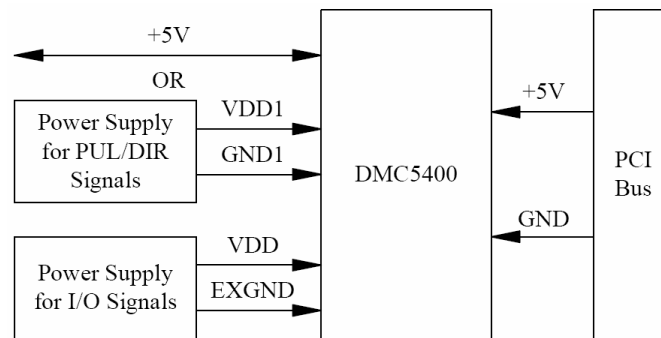 +5V
OR
Power Supply
for PUL/DIR
Signals
VDD1
GND1
Power Supply
for I/O Signals
VDD
EXGND
DMC5400
+5V
GND
PCI
Bus